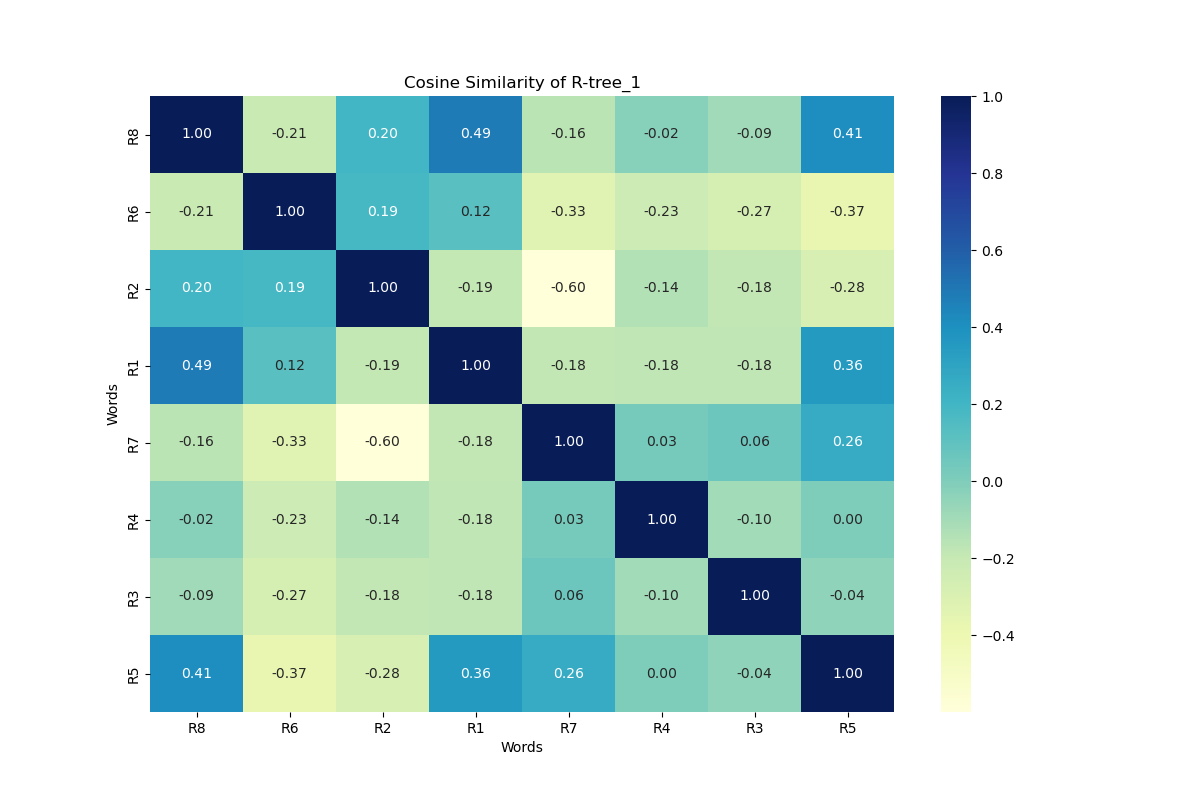 Cosine Similarity of R-tree_1
R8 1.00 -0.21 0.20 0.49 -0.16 -0.02 -0.09 0.41
R6 -0.21 1.00 0.19 0.12 -0.33 -0.23 -0.27 -0.37
R2 0.20 0.19 1.00 -0.19 -0.60 -0.14 -0.18 -0.28
R1 0.49 0.12 -0.19 1.00 -0.18 -0.18 -0.18 0.36
R7 -0.16 -0.33 -0.60 -0.18 1.00 0.03 0.06 0.26
R4 -0.02 -0.23 -0.14 -0.18 0.03 1.00 -0.10 0.00
R3 -0.09 -0.27 -0.18 -0.18 0.06 -0.10 1.00 -0.04
R5 0.41 -0.37 -0.28 0.36 0.26 0.00 -0.04 1.00
R8 R6 R2 R1 R7 R4 R3 R5
Words
Words
1.0
0.8
0.6
0.4
0.2
0.0
−0.2
−0.4